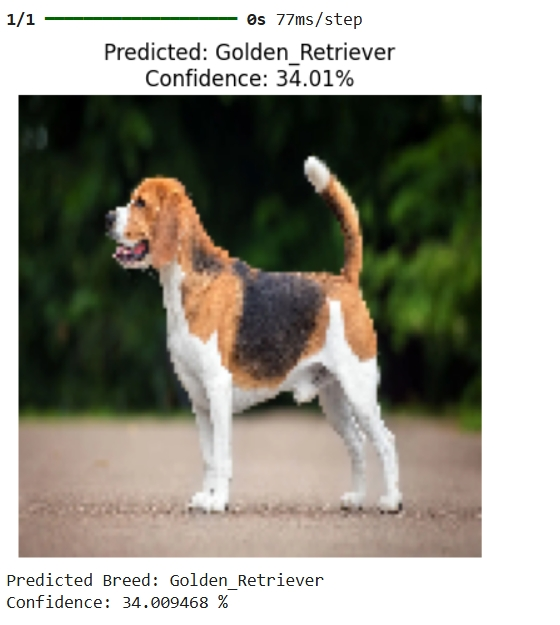 1/1 ━━━━━━━━━━━━━━━━━━━━ 0s 77ms/step
Predicted: Golden_Retriever
Confidence: 34.01%
Predicted Breed: Golden_Retriever
Confidence: 34.009468 %